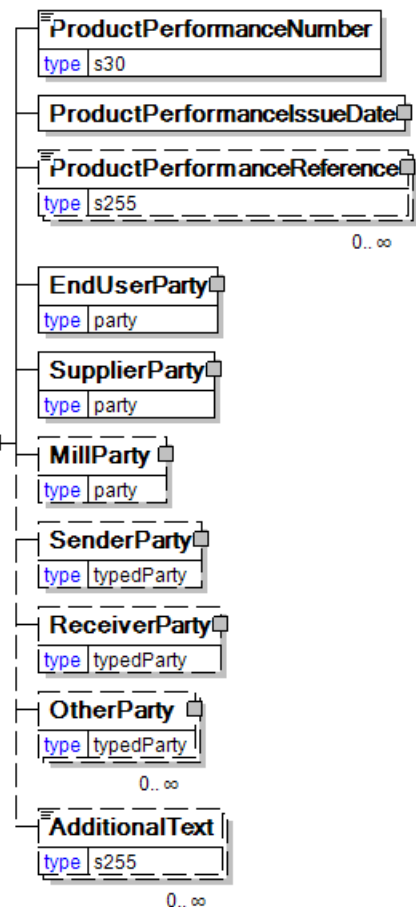 ProductPerformanceNumber
type s30
ProductPerformanceIssueDate
ProductPerformanceReference
type s255
0.. ∞
EndUserParty
type party
SupplierParty
type party
MillParty
type party
SenderParty
type typedParty
ReceiverParty
type typedParty
OtherParty
type typedParty
0.. ∞
AdditionalText
type s255
0.. ∞